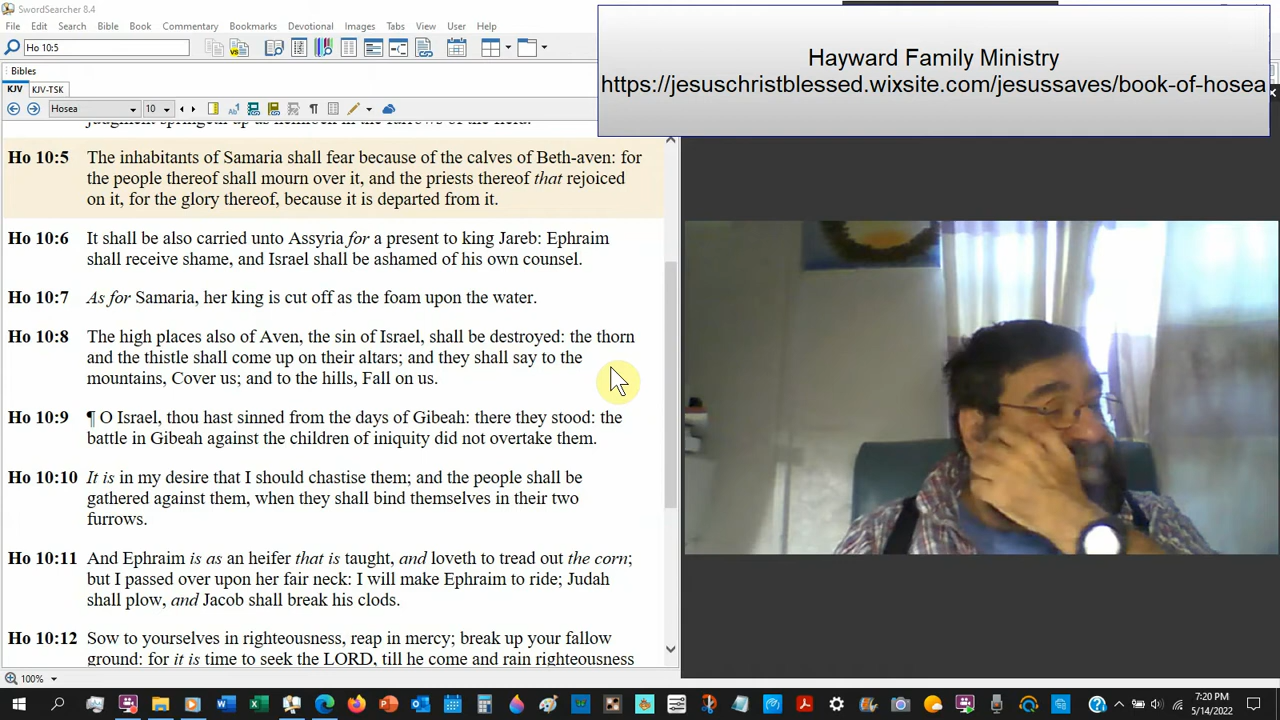 SwordSearcher 8.4
File Edit Search Bible Book Commentary Bookmarks Devotional Images Tabs View User Help
Ho 10:5
Hayward Family Ministry
https://jesuschristblessed.wixsite.com/jesussaves/book-of-hosea
Bibles
KJV KJV-TSK
Hosea 10
judgment springeth up as hemlock in the furrows of the field.
Ho 10:5 The inhabitants of Samaria shall fear because of the calves of Beth-aven: for
the people thereof shall mourn over it, and the priests thereof that rejoiced
on it, for the glory thereof, because it is departed from it.
Ho 10:6 It shall be also carried unto Assyria for a present to king Jareb: Ephraim
shall receive shame, and Israel shall be ashamed of his own counsel.
Ho 10:7 As for Samaria, her king is cut off as the foam upon the water.
Ho 10:8 The high places also of Aven, the sin of Israel, shall be destroyed: the thorn
and the thistle shall come up on their altars; and they shall say to the
mountains, Cover us; and to the hills, Fall on us.
Ho 10:9 ¶ O Israel, thou hast sinned from the days of Gibeah: there they stood: the
battle in Gibeah against the children of iniquity did not overtake them.
Ho 10:10 It is in my desire that I should chastise them; and the people shall be
gathered against them, when they shall bind themselves in their two
furrows.
Ho 10:11 And Ephraim is as an heifer that is taught, and loveth to tread out the corn;
but I passed over upon her fair neck: I will make Ephraim to ride; Judah
shall plow, and Jacob shall break his clods.
Ho 10:12 Sow to yourselves in righteousness, reap in mercy; break up your fallow
ground: for it is time to seek the LORD, till he come and rain righteousness
100%
7:20 PM
5/14/2022